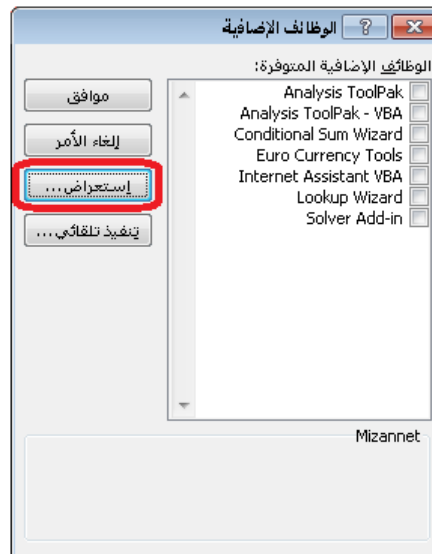 الوظائف الإضافية
الوظائف الإضافية المتوفرة:
Analysis ToolPak
Analysis ToolPak - VBA
Conditional Sum Wizard
Euro Currency Tools
Internet Assistant VBA
Lookup Wizard
Solver Add-in
موافق
إلغاء الأمر
إستعراض...
تنفيذ تلقائي...
Mizannet